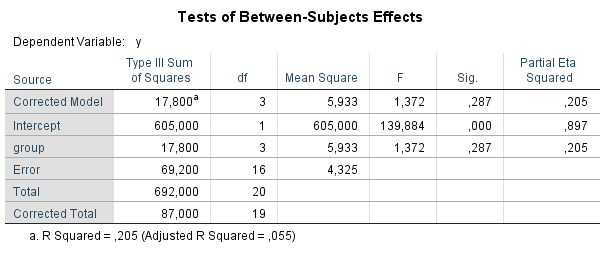 Tests of Between-Subjects Effects
Dependent Variable: y
Source Type III Sum of Squares df Mean Square F Sig. Partial Eta Squared
Corrected Model 17,800a 3 5,933 1,372 ,287 ,205
Intercept 605,000 1 605,000 139,884 ,000 ,897
group 17,800 3 5,933 1,372 ,287 ,205
Error 69,200 16 4,325
Total 692,000 20
Corrected Total 87,000 19
a. R Squared = ,205 (Adjusted R Squared = ,055)